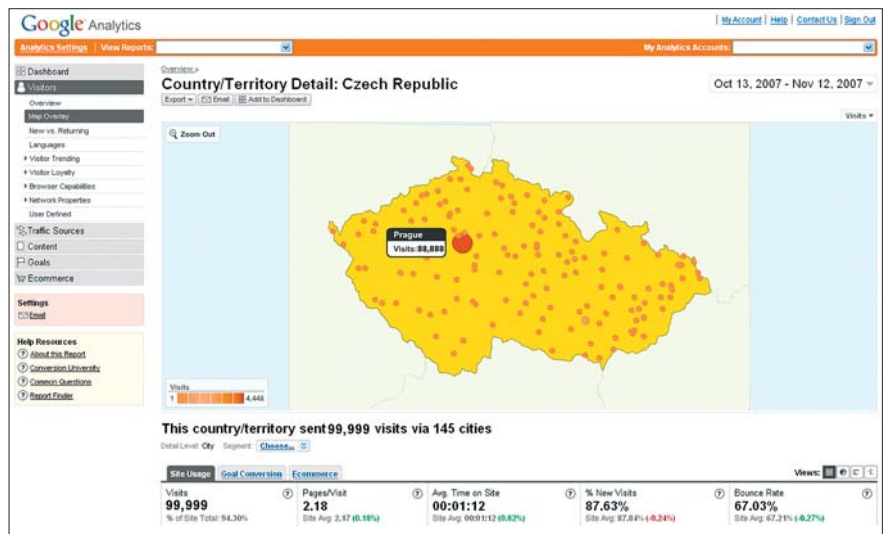 Google Analytics
My Account | Help | Contact Us | Sign Out
Analytics Settings | View Reports:
My Analytics Accounts:
Dashboard
Visitors
Overview
Map Overlay
New vs. Returning
Languages
Visitor Trending
Visitor Loyalty
Browser Capabilities
Network Properties
User Defined
Traffic Sources
Content
Goals
Ecommerce
Settings
Email
Help Resources
About this Report
Conversion University
Common Questions
Report Finder
Overview »
Country/Territory Detail: Czech Republic
Export Email Add to Dashboard
Oct 13, 2007 - Nov 12, 2007
Visits
Zoom Out
Prague
Visits:88,888
Visits
1 4,448
This country/territory sent 99,999 visits via 145 cities
Detail Level: City Segment: Choose...
Site Usage Goal Conversion Ecommerce Views:
Visits
99,999
% of Site Total: 94.30%
Pages/Visit
2.18
Site Avg: 2.17 (0.18%)
Avg. Time on Site
00:01:12
Site Avg: 00:01:12 (0.82%)
% New Visits
87.63%
Site Avg: 87.84% (-0.24%)
Bounce Rate
67.03%
Site Avg: 67.21% (-0.27%)